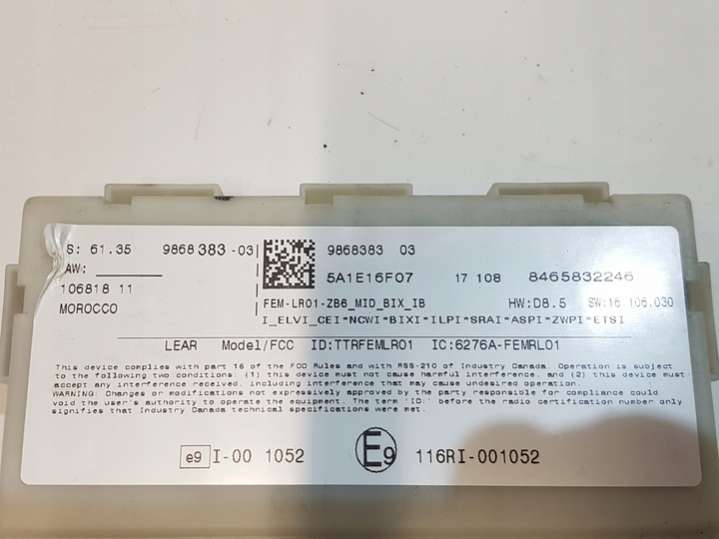 S: 61.35 9868383-03
AW:
106818 11
MOROCCO
9868383 03
5A1E16F07 17 108 8465832246
FEM-LR01-ZB6_MID_BIX_IB HW:D8.5 SW:16.106.030
I_ELVI_CEI*NCWI*BIXI*ILPI*SRAI*ASPI*ZWPI*ETSI
LEAR Model/FCC ID:TTRFEMLR01 IC:6276A-FEMRL01
This device complies with part 15 of the FCC Rules and with RSS-210 of Industry Canada. Operation is subject
to the following two conditions: (1) this device must not cause harmful interference, and (2) this device must
accept any interference received, including interference that may cause undesired operation.
WARNING: Changes or modifications not expressively approved by the party responsible for compliance could
void the user's authority to operate the equipment. The term 'IC:' before the radio certification number only
signifies that Industry Canada technical specifications were met.
e9 I-00 1052 E9 116RI-001052